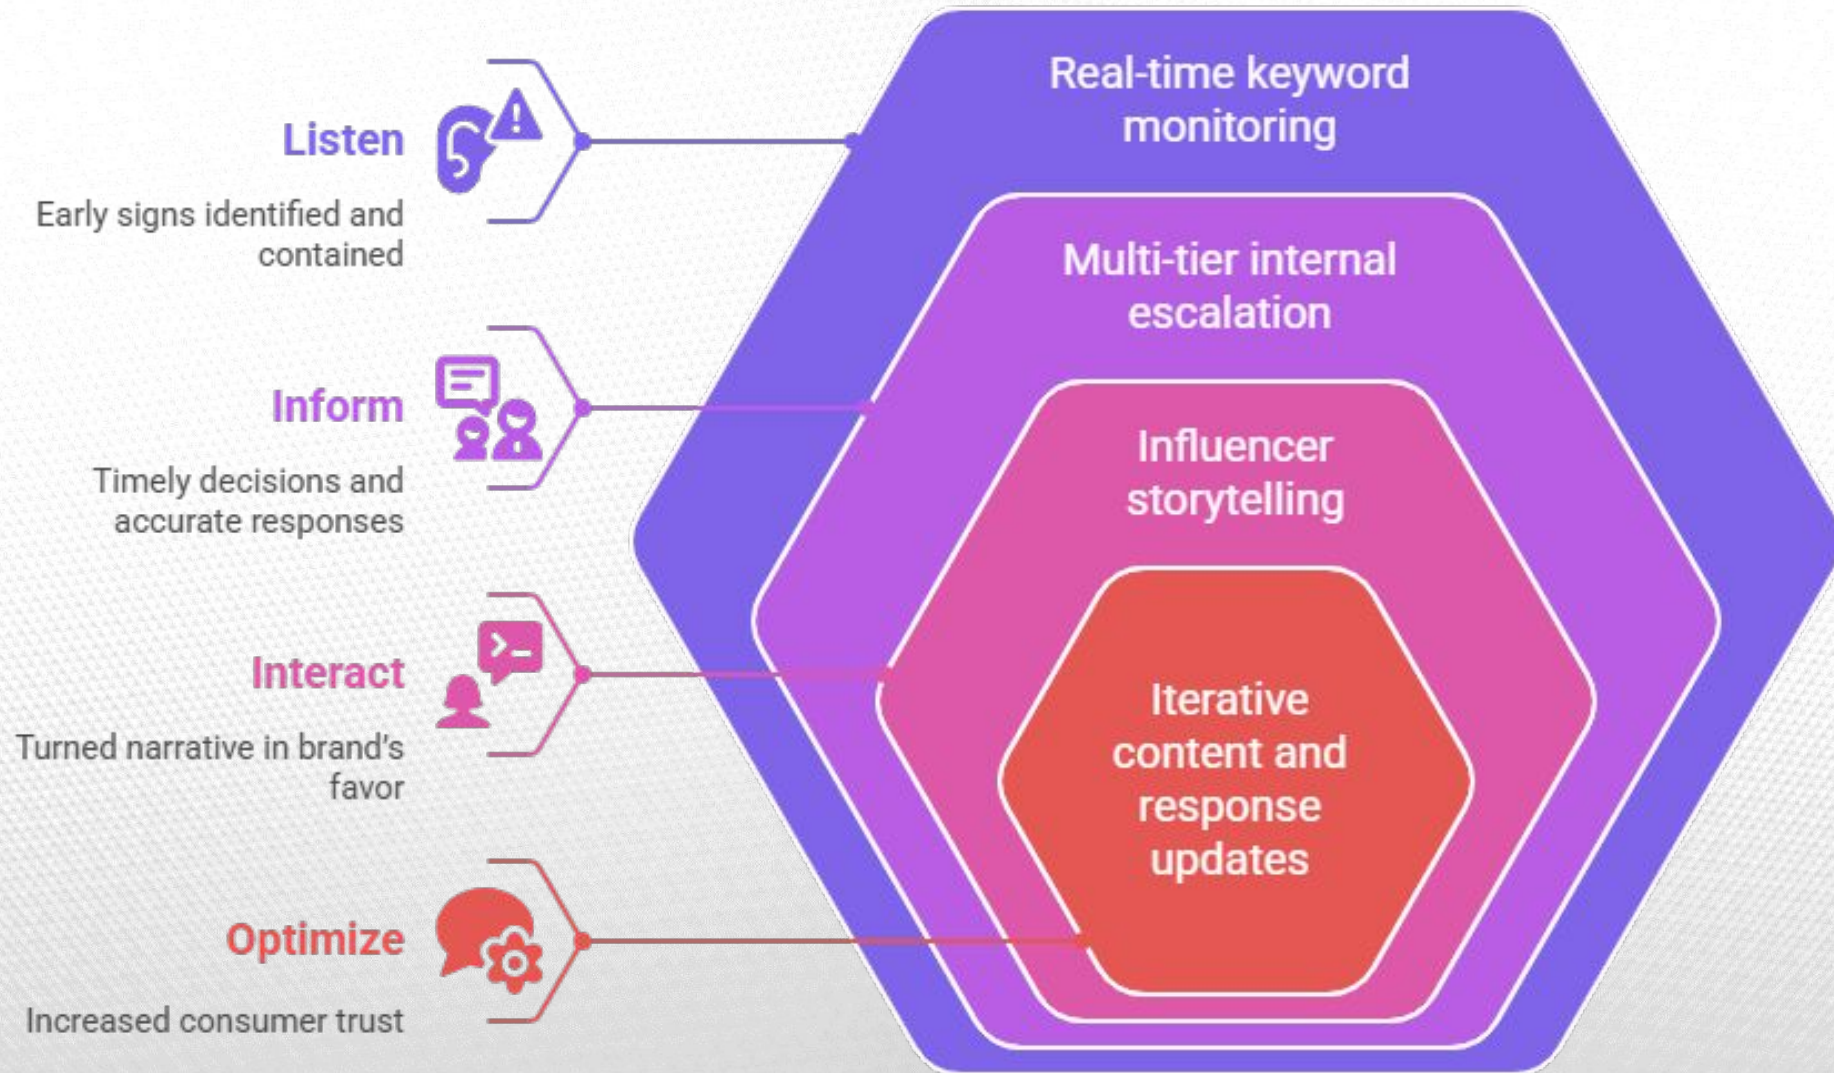 Listen
Early signs identified and
contained
Inform
Timely decisions and
accurate responses
Interact
Turned narrative in brand's
favor
Optimize
Increased consumer trust
Real-time keyword
monitoring
Multi-tier internal
escalation
Influencer
storytelling
Iterative
content and
response
updates